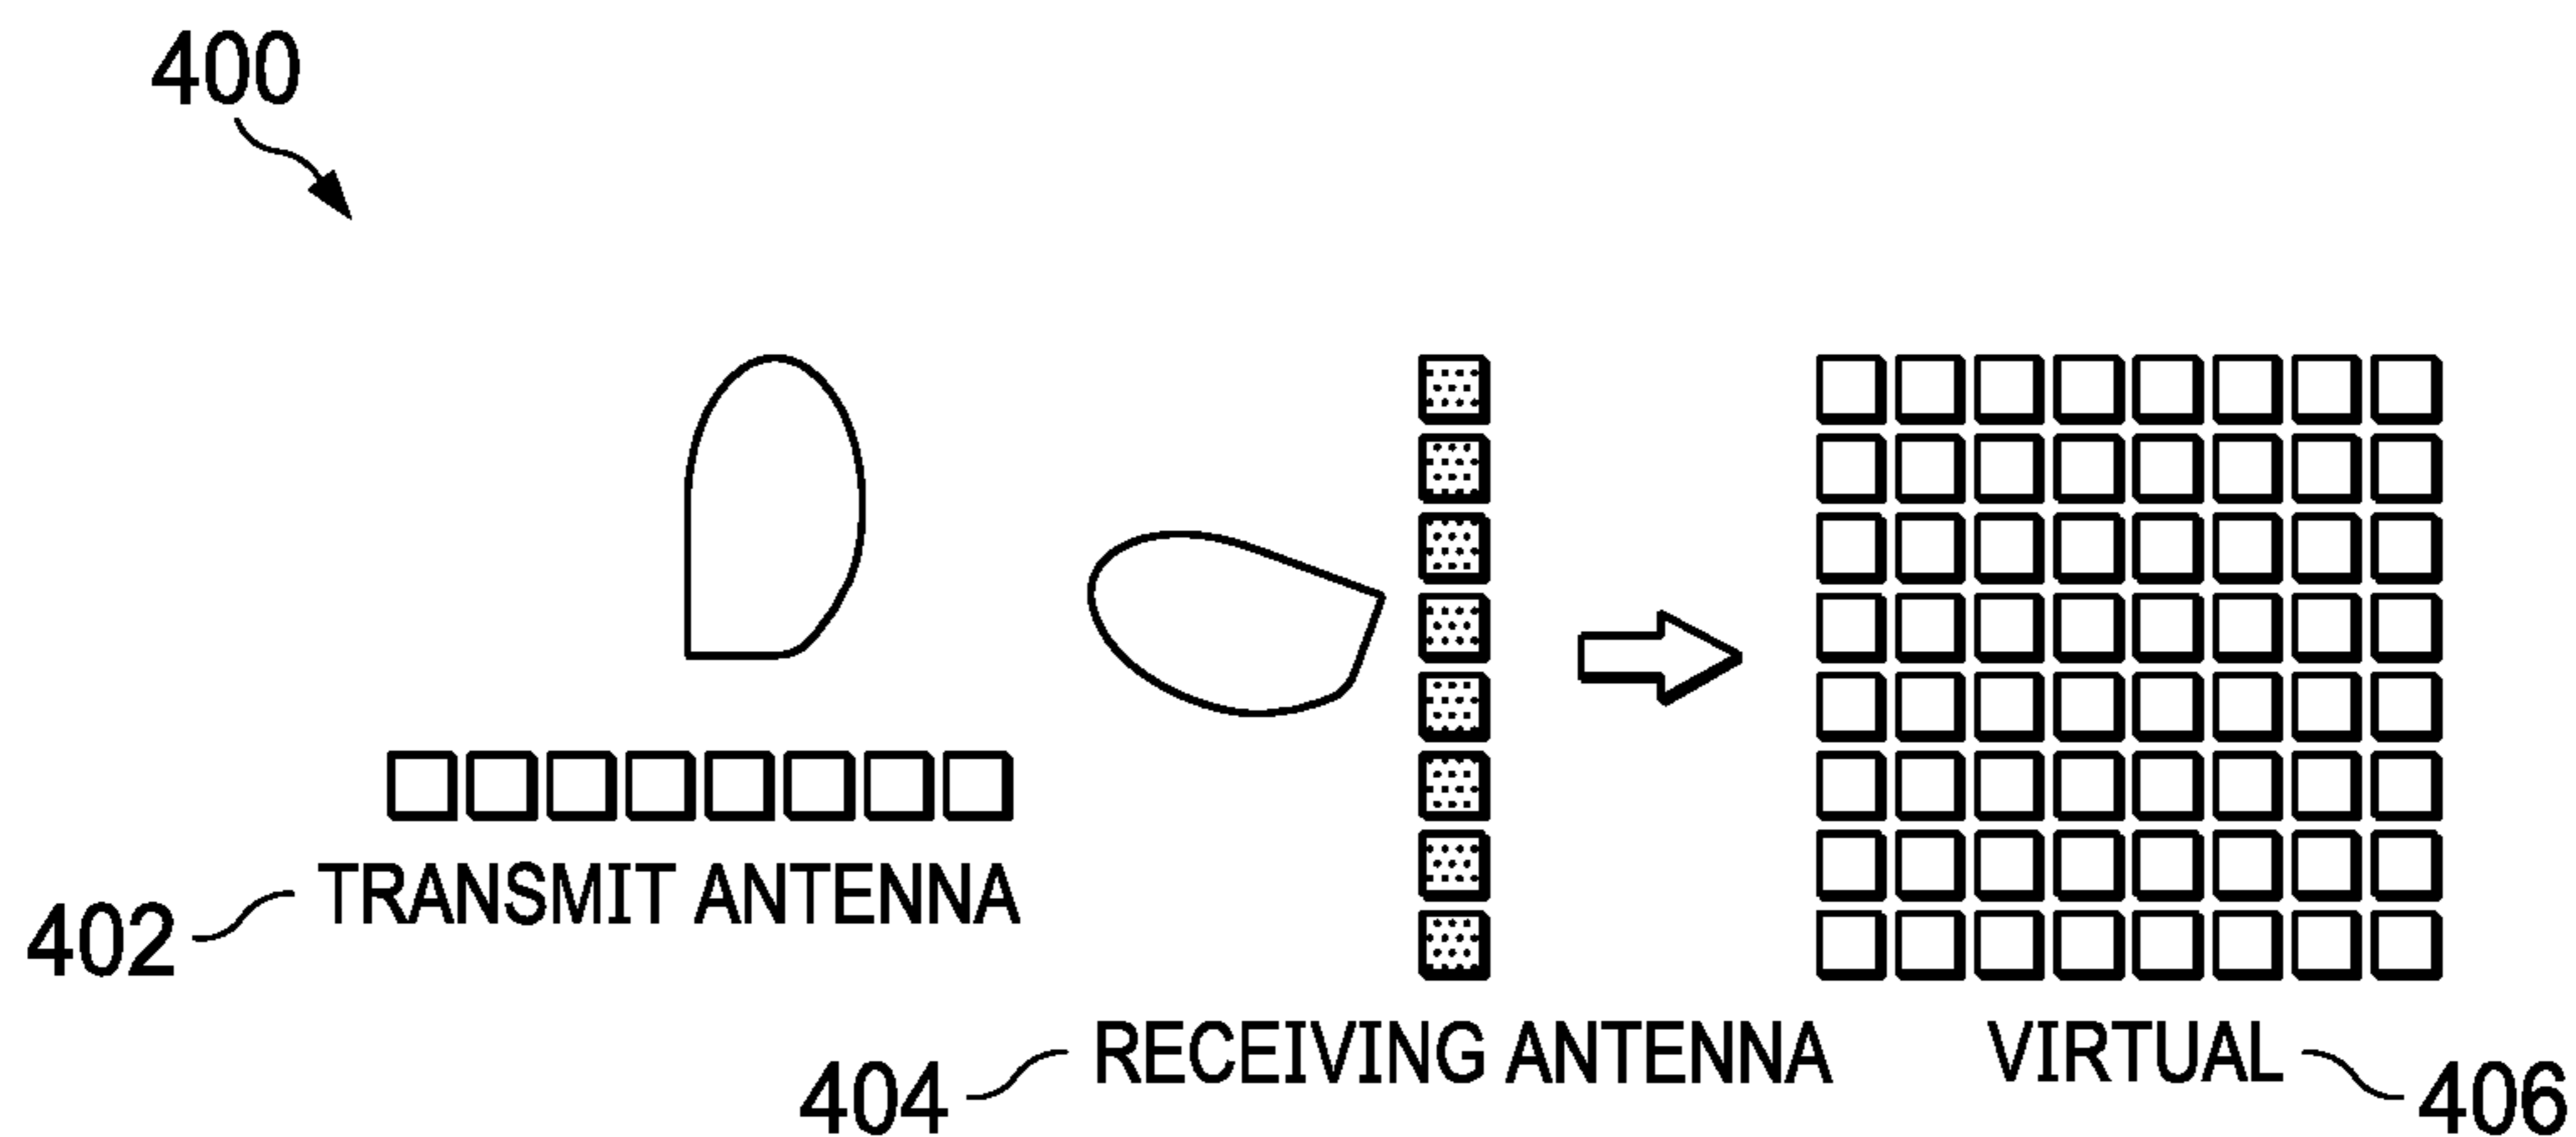 400
TRANSMIT ANTENNA
402
RECEIVING ANTENNA
404
VIRTUAL
406